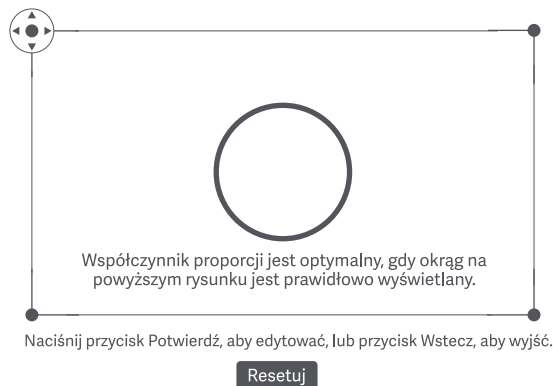 Współczynnik proporcji jest optymalny, gdy okrąg na
powyższym rysunku jest prawidłowo wyświetlany.
Naciśnij przycisk Potwierdź, aby edytować, lub przycisk Wstecz, aby wyjść.
Resetuj